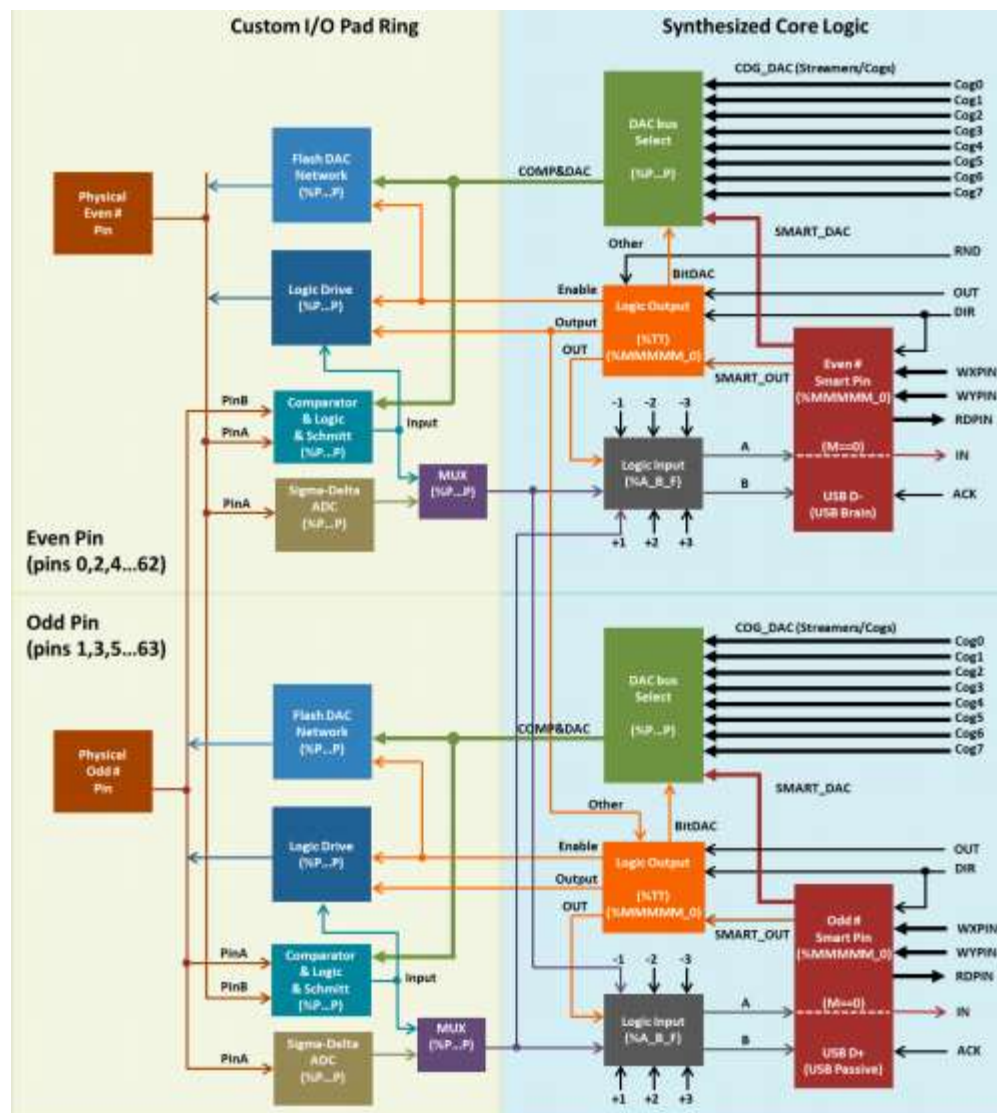 Custom I/O Pad Ring
Synthesized Core Logic
COG_DAC (Streamers/Cogs)
Cog0
Cog1
Cog2
Cog3
Cog4
Cog5
Cog6
Cog7
DAC bus
Select
(%P...P)
Flash DAC
Network
(%P...P)
COMP&DAC
Physical
Even #
Pin
SMART_DAC
Other
RND
BitDAC
Logic Drive
(%P...P)
Enable
Output
OUT
Logic Output
(%TT)
(%MMMMM_0)
OUT
DIR
SMART_OUT
Even #
Smart Pin
(%MMMMM_0)
WXPIN
WYPIN
RDPIN
PinB
PinA
Comparator
& Logic
& Schmitt
(%P...P)
Input
-1
-2
-3
MUX
(%P...P)
Logic Input
(%A_B_F)
A
B
(M==0)
IN
USB D-
(USB Brain)
ACK
PinA
Sigma-Delta
ADC
(%P...P)
+1
+2
+3
Even Pin
(pins 0,2,4...62)
Odd Pin
(pins 1,3,5...63)
COG_DAC (Streamers/Cogs)
Cog0
Cog1
Cog2
Cog3
Cog4
Cog5
Cog6
Cog7
DAC bus
Select
(%P...P)
Flash DAC
Network
(%P...P)
COMP&DAC
Physical
Odd #
Pin
SMART_DAC
Other
BitDAC
Logic Drive
(%P...P)
Enable
Output
OUT
Logic Output
(%TT)
(%MMMMM_0)
OUT
DIR
SMART_OUT
Odd #
Smart Pin
(%MMMMM_0)
WXPIN
WYPIN
RDPIN
PinA
PinB
Comparator
& Logic
& Schmitt
(%P...P)
Input
-1
-2
-3
MUX
(%P...P)
Logic Input
(%A_B_F)
A
B
(M==0)
IN
USB D+
(USB Passive)
ACK
PinA
Sigma-Delta
ADC
(%P...P)
+1
+2
+3